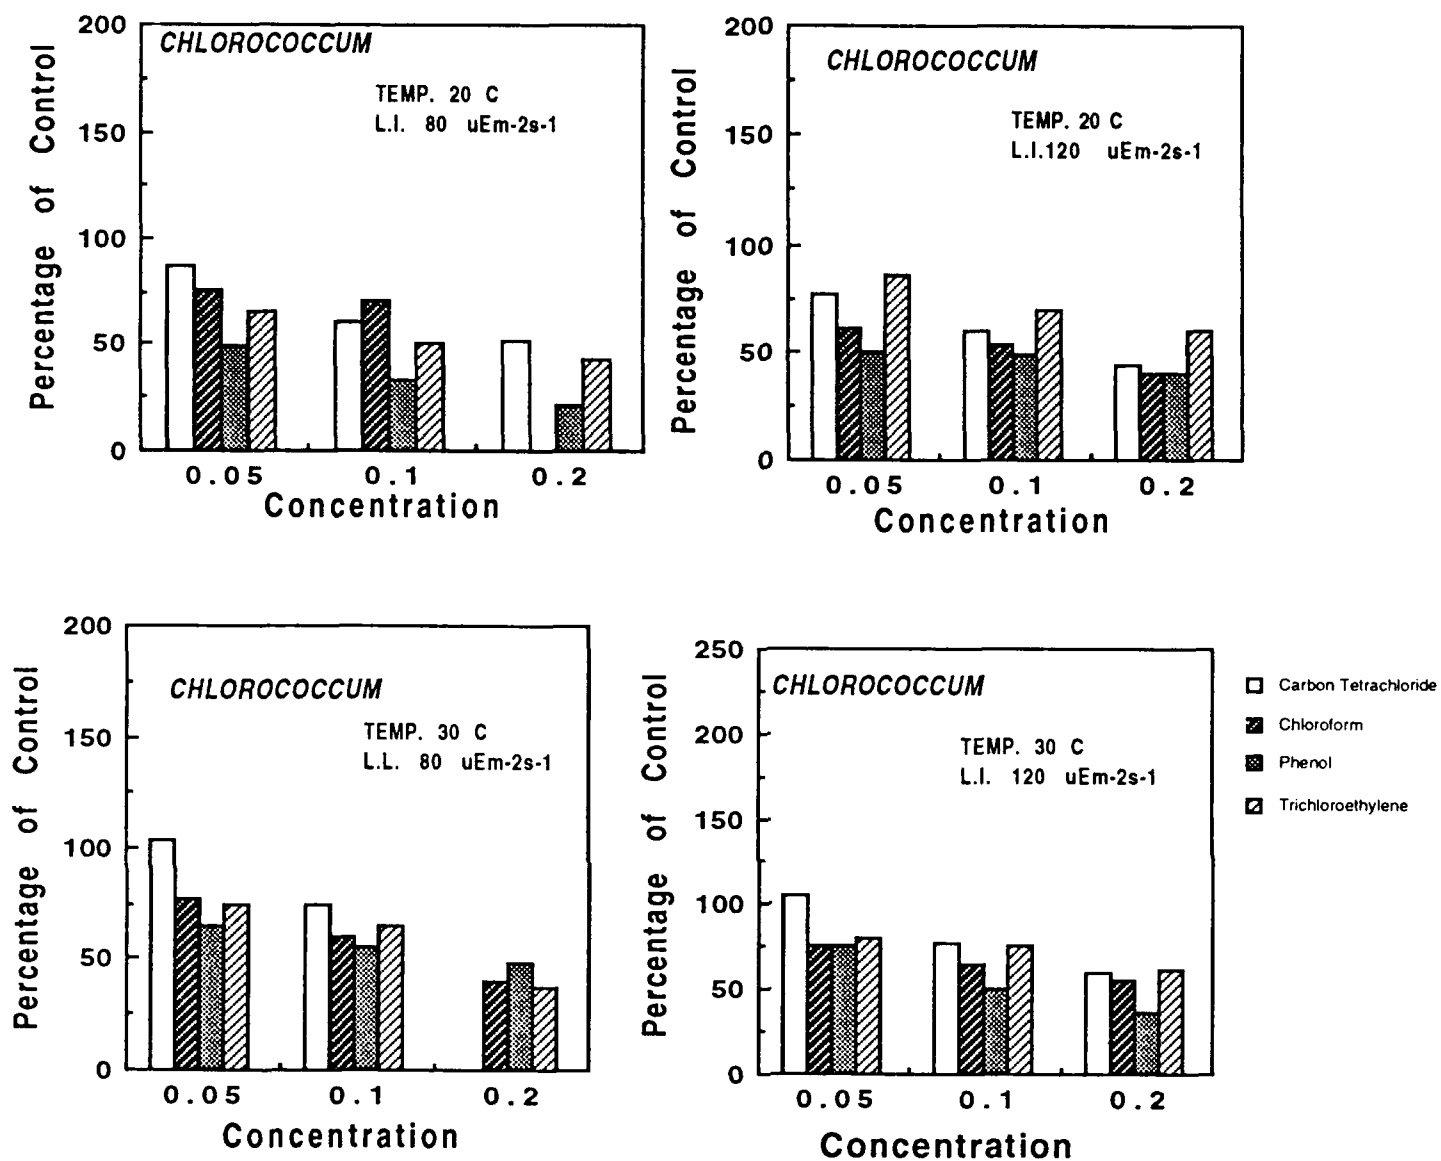 200
150
100
50
0
Percentage of Control
CHLOROCOCCUM
TEMP. 20 C
L.I. 80 uEm-2s-1
0.05 0.1 0.2
Concentration
200
150
100
50
0
Percentage of Control
CHLOROCOCCUM
TEMP. 20 C
L.I.120 uEm-2s-1
0.05 0.1 0.2
Concentration
200
150
100
50
0
Percentage of Control
CHLOROCOCCUM
TEMP. 30 C
L.L. 80 uEm-2s-1
0.05 0.1 0.2
Concentration
250
200
150
100
50
0
Percentage of Control
CHLOROCOCCUM
TEMP. 30 C
L.I. 120 uEm-2s-1
0.05 0.1 0.2
Concentration
Carbon Tetrachloride
Chloroform
Phenol
Trichloroethylene